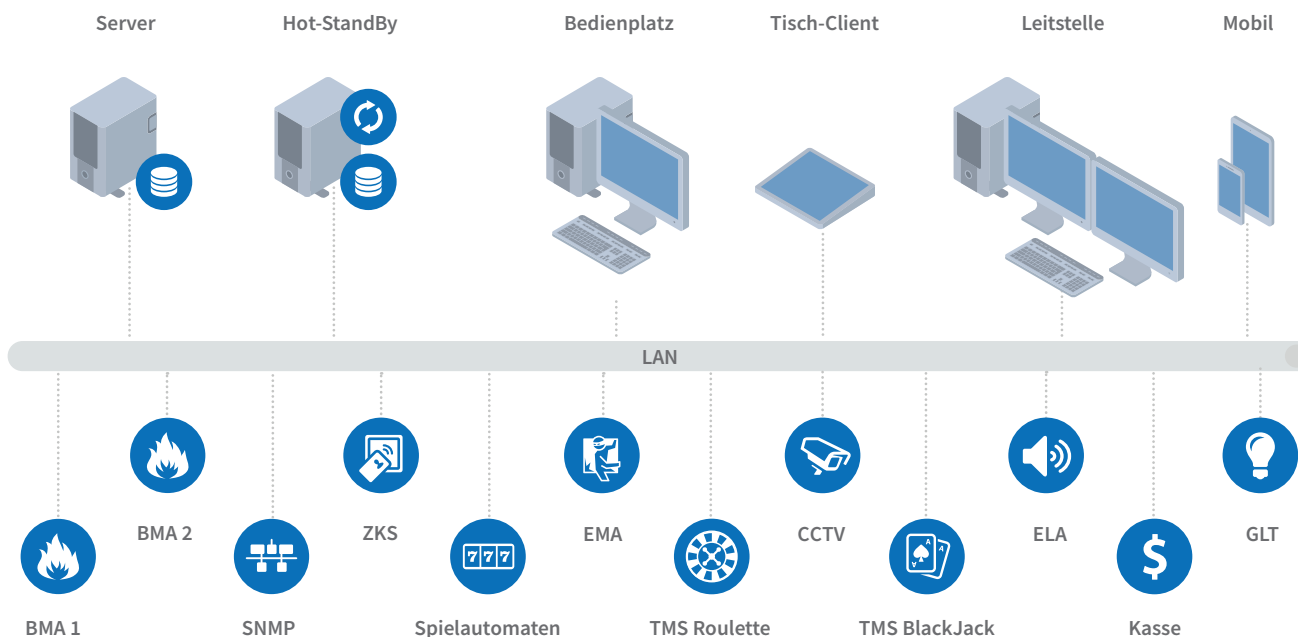 Server
Hot-StandBy
Bedienplatz
Tisch-Client
Leitstelle
Mobil
LAN
BMA 2
ZKS
EMA
CCTV
ELA
GLT
777
A
A
A
$
BMA 1
SNMP
Spielautomaten
TMS Roulette
TMS BlackJack
Kasse